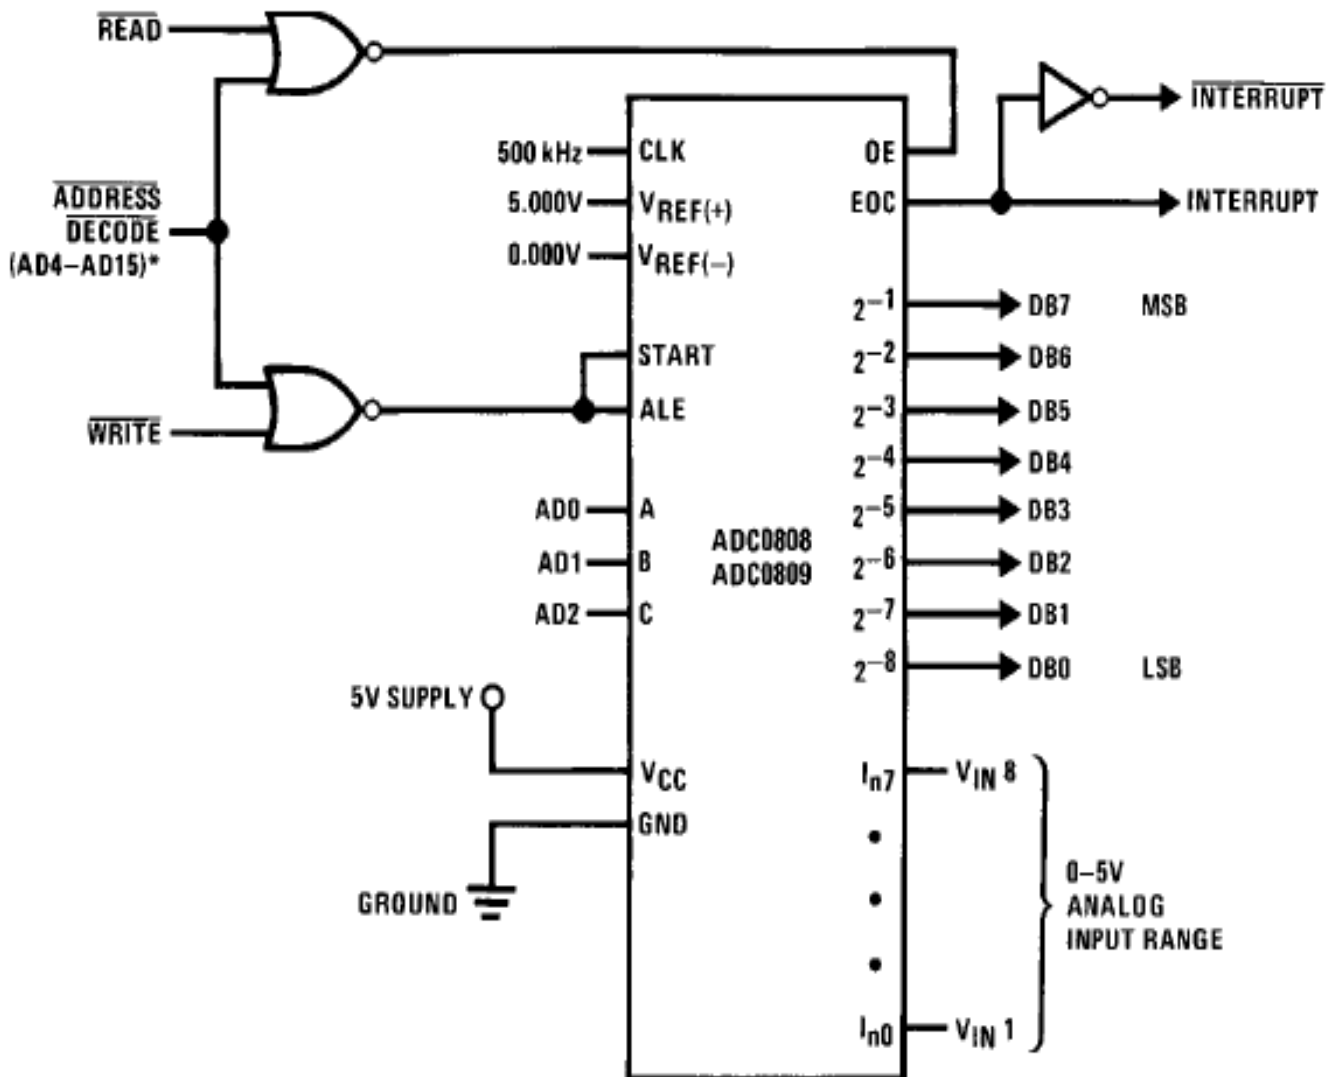 READ
500 kHz
CLK
OE
INTERRUPT
ADDRESS
DECODE
(AD4–AD15)*
5.000V
VREF(+)
EOC
INTERRUPT
0.000V
VREF(−)
2−1
DB7
MSB
START
2−2
DB6
WRITE
ALE
2−3
DB5
2−4
DB4
AD0
A
2−5
DB3
ADC0808
ADC0809
AD1
B
2−6
DB2
AD2
C
2−7
DB1
2−8
DB0
LSB
5V SUPPLY
VCC
In7
VIN 8
GND
GROUND
0–5V
ANALOG
INPUT RANGE
In0
VIN 1